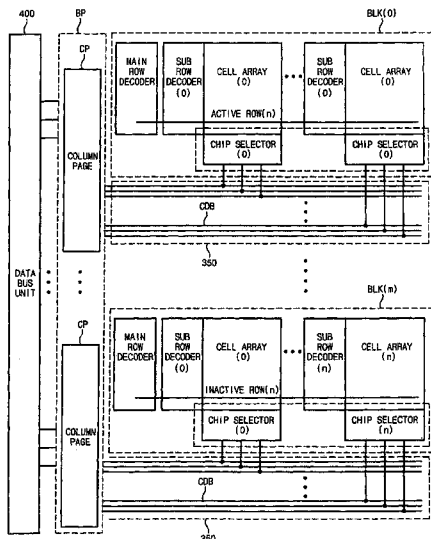 400
BP
BLK(0)
CP
MAIN
ROW
DECODER
SUB
ROW
DECODER
(0)
CELL ARRAY
(0)
SUB
ROW
DECODER
(0)
CELL ARRAY
(0)
ACTIVE ROW(n)
CHIP SELECTOR
(0)
CHIP SELECTOR
(0)
COLUMN
PAGE
CDB
350
DATA
BUS
UNIT
BLK(m)
CP
MAIN
ROW
DECODER
SUB
ROW
DECODER
(0)
CELL ARRAY
(0)
SUB
ROW
DECODER
(n)
CELL ARRAY
(n)
INACTIVE ROW(n)
CHIP SELECTOR
(0)
CHIP SELECTOR
(n)
COLUMN
PAGE
CDB
350